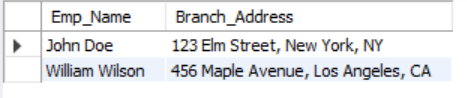 Emp_Name Branch_Address
John Doe 123 Elm Street, New York, NY
William Wilson 456 Maple Avenue, Los Angeles, CA